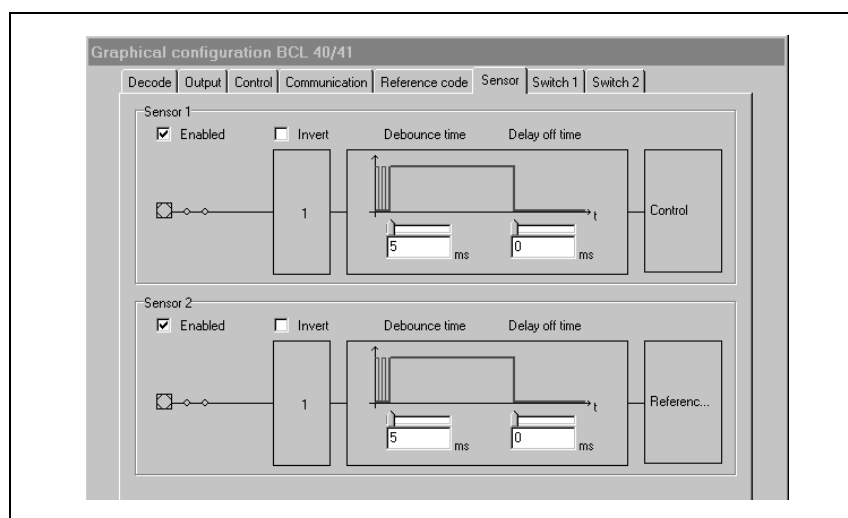 Graphical configuration BCL 40/41
Decode Output Control Communication Reference code Sensor Switch 1 Switch 2
Sensor 1
Enabled Invert Debounce time Delay off time
1 t Control
5 ms 0 ms
Sensor 2
Enabled Invert Debounce time Delay off time
1 t Referenc...
5 ms 0 ms